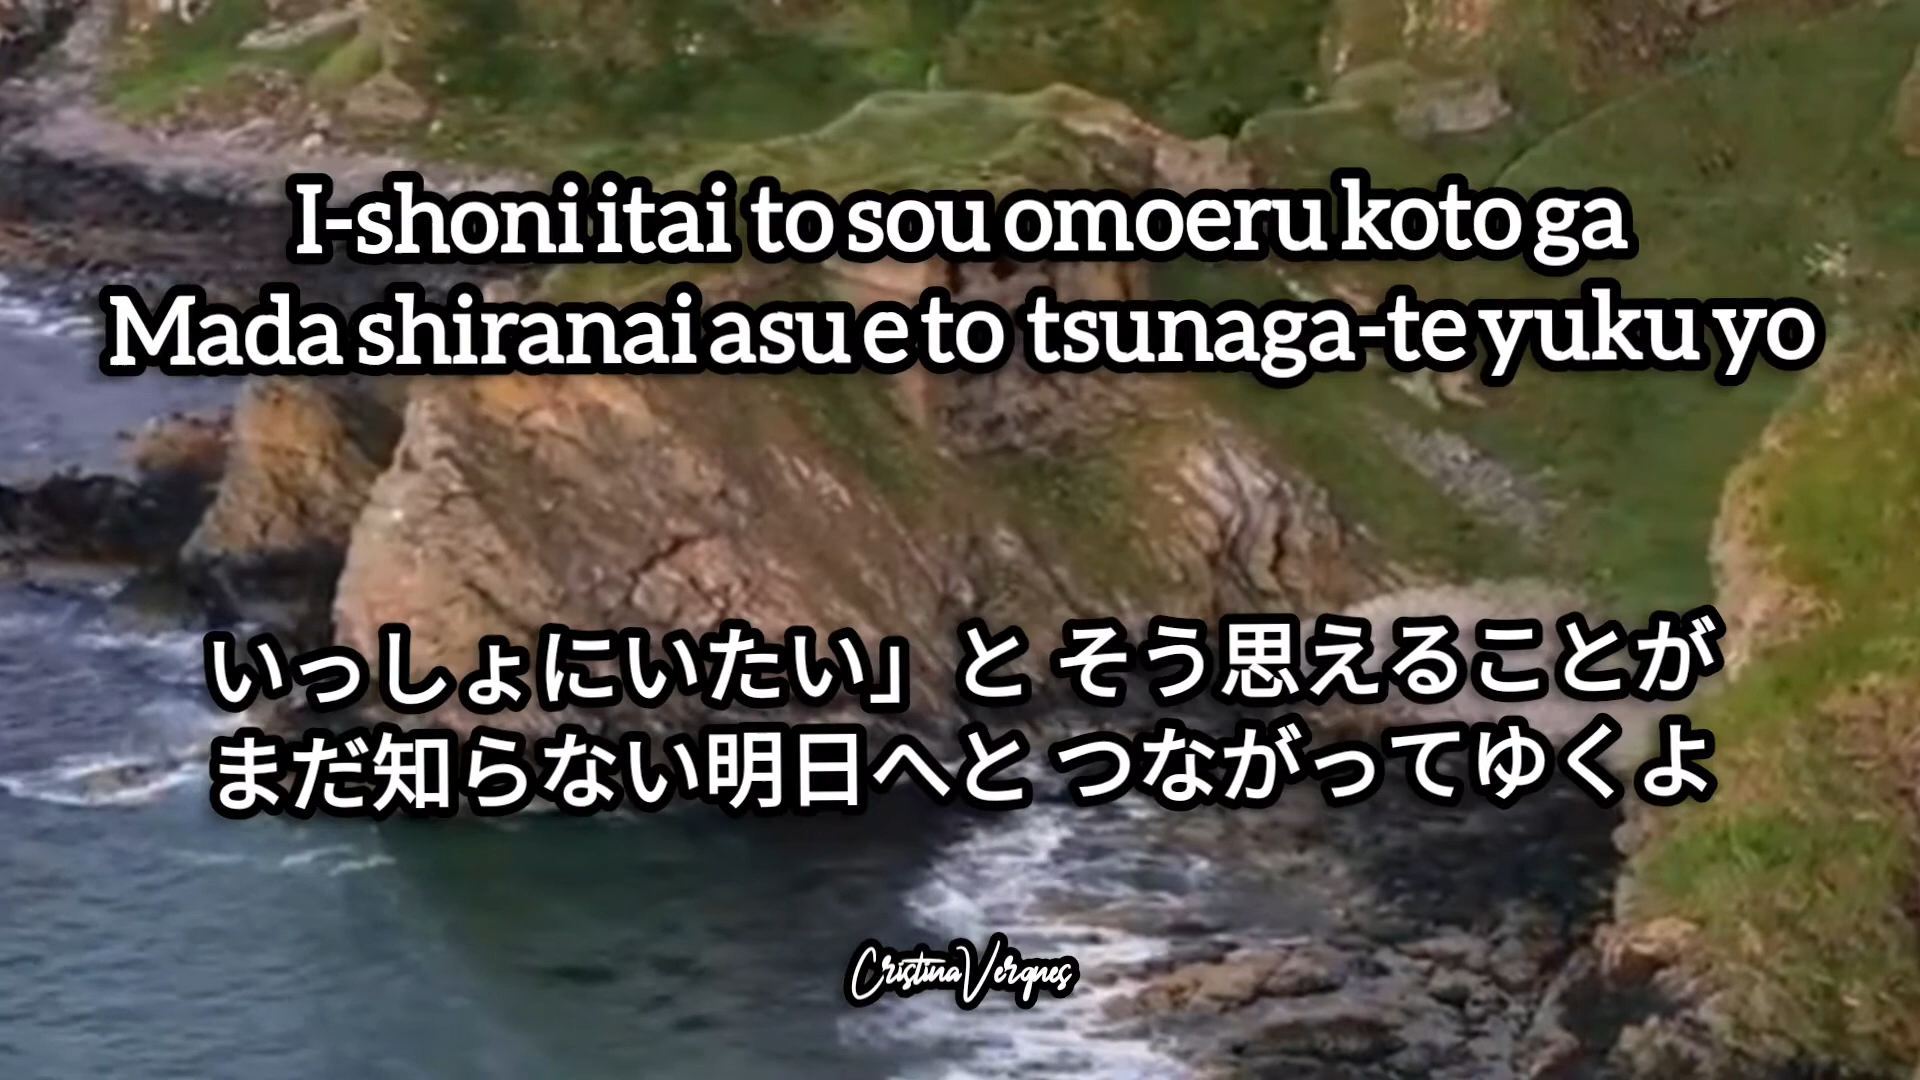 I-shoni itai to sou omoeru koto ga
Mada shiranai asu e to tsunaga-te yuku yo
いっしょにいたい」と そう思えることが
まだ知らない明日へと つながってゆくよ
Cristina Vergnes